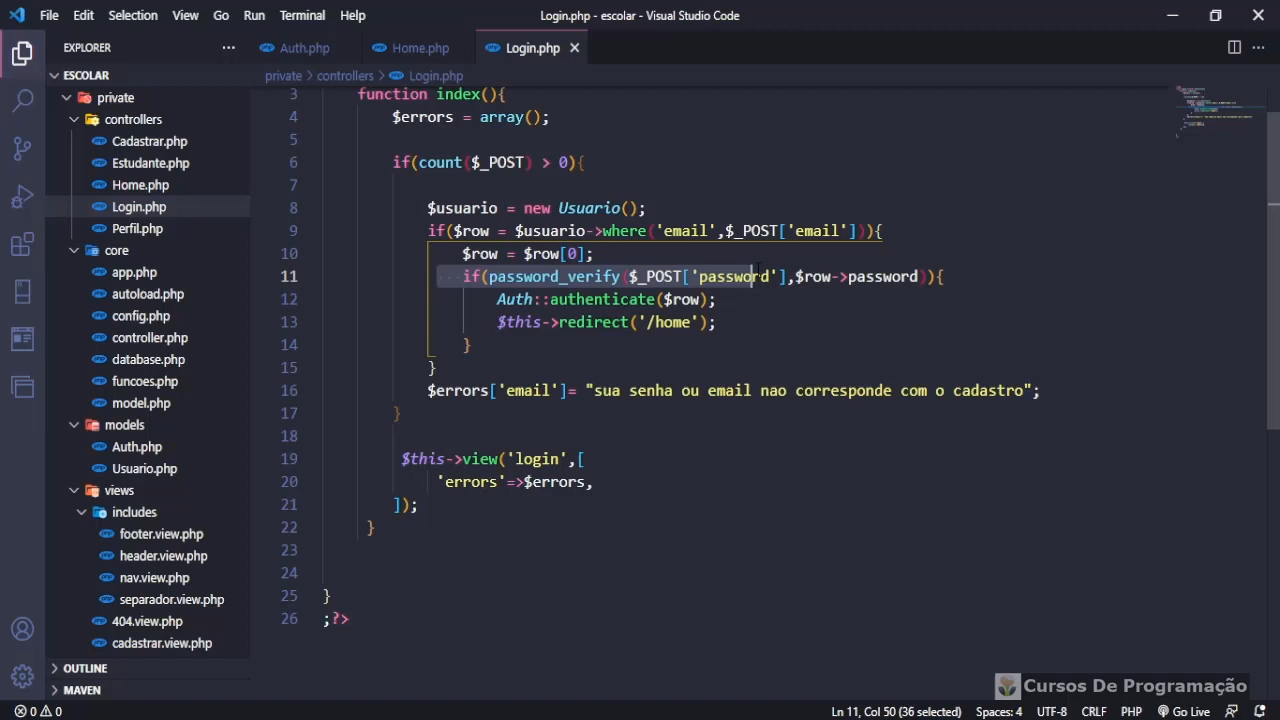 File Edit Selection View Go Run Terminal Help Login.php - escolar - Visual Studio Code
EXPLORER ··· Auth.php Home.php Login.php
private > controllers > Login.php
ESCOLAR
private
controllers
Cadastrar.php
Estudante.php
Home.php
Login.php
Perfil.php
core
app.php
autoload.php
config.php
controller.php
database.php
funcoes.php
model.php
models
Auth.php
Usuario.php
views
includes
footer.view.php
header.view.php
nav.view.php
separador.view.php
404.view.php
cadastrar.view.php
OUTLINE
MAVEN
3 function index(){
4 $errors = array();
5
6 if(count($_POST) > 0){
7
8 $usuario = new Usuario();
9 if($row = $usuario->where('email',$_POST['email'])){
10 $row = $row[0];
11 if(password_verify($_POST['password'],$row->password)){
12 Auth::authenticate($row);
13 $this->redirect('/home');
14 }
15 }
16 $errors['email']= "sua senha ou email nao corresponde com o cadastro";
17 }
18
19 $this->view('login',[
20 'errors'=>$errors,
21 ]);
22 }
23
24
25 }
26 ;?>
Cursos De Programação
0 0 Ln 11, Col 50 (36 selected) Spaces: 4 UTF-8 CRLF PHP Go Live